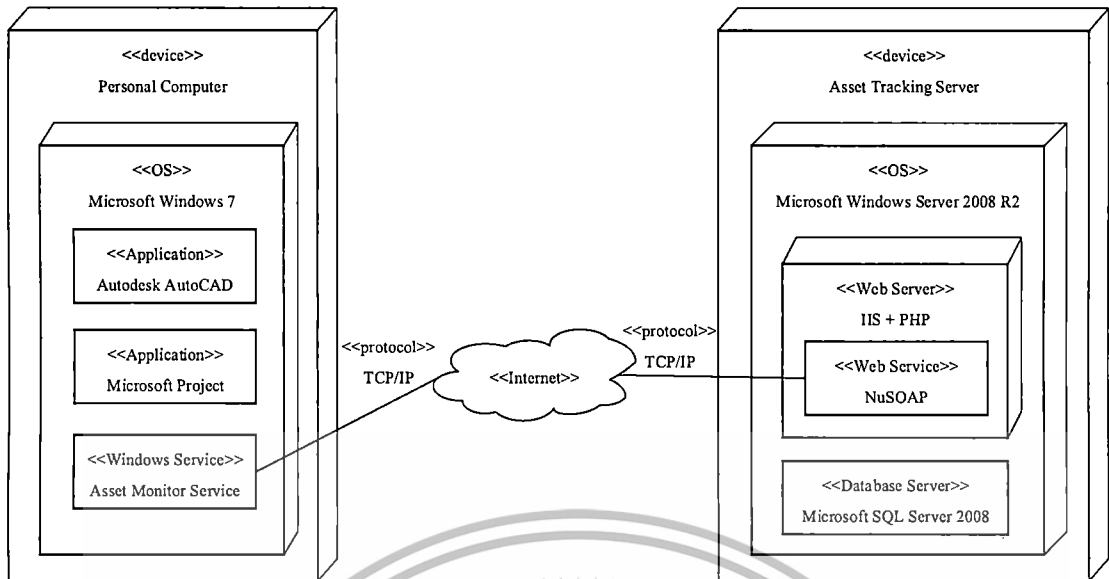 <<device>>
Personal Computer
<<OS>>
Microsoft Windows 7
<<Application>>
Autodesk AutoCAD
<<Application>>
Microsoft Project
<<Windows Service>>
Asset Monitor Service
<<protocol>>
TCP/IP
<<Internet>>
<<protocol>>
TCP/IP
<<device>>
Asset Tracking Server
<<OS>>
Microsoft Windows Server 2008 R2
<<Web Server>>
IIS + PHP
<<Web Service>>
NuSOAP
<<Database Server>>
Microsoft SQL Server 2008